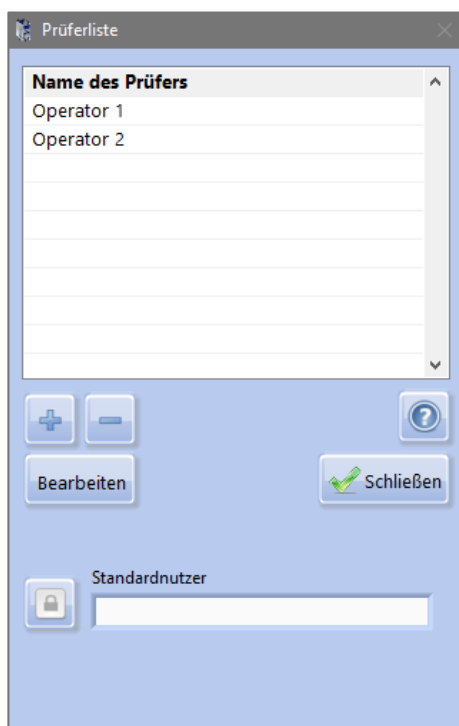 Prüferliste
Name des Prüfers
Operator 1
Operator 2
Bearbeiten
Schließen
Standardnutzer